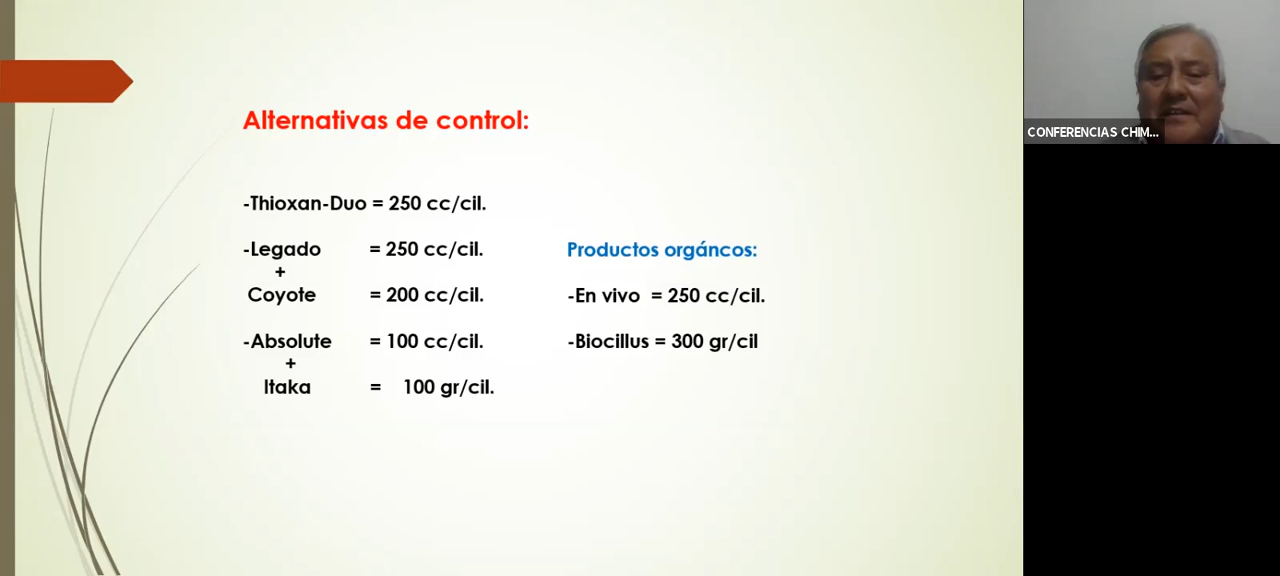 Alternativas de control:
-Thioxan-Duo = 250 cc/cil.
-Legado = 250 cc/cil.
+
Coyote = 200 cc/cil.
-Absolute = 100 cc/cil.
+
Itaka = 100 gr/cil.
Productos orgáncos:
-En vivo = 250 cc/cil.
-Biocillus = 300 gr/cil
CONFERENCIAS CHIM...